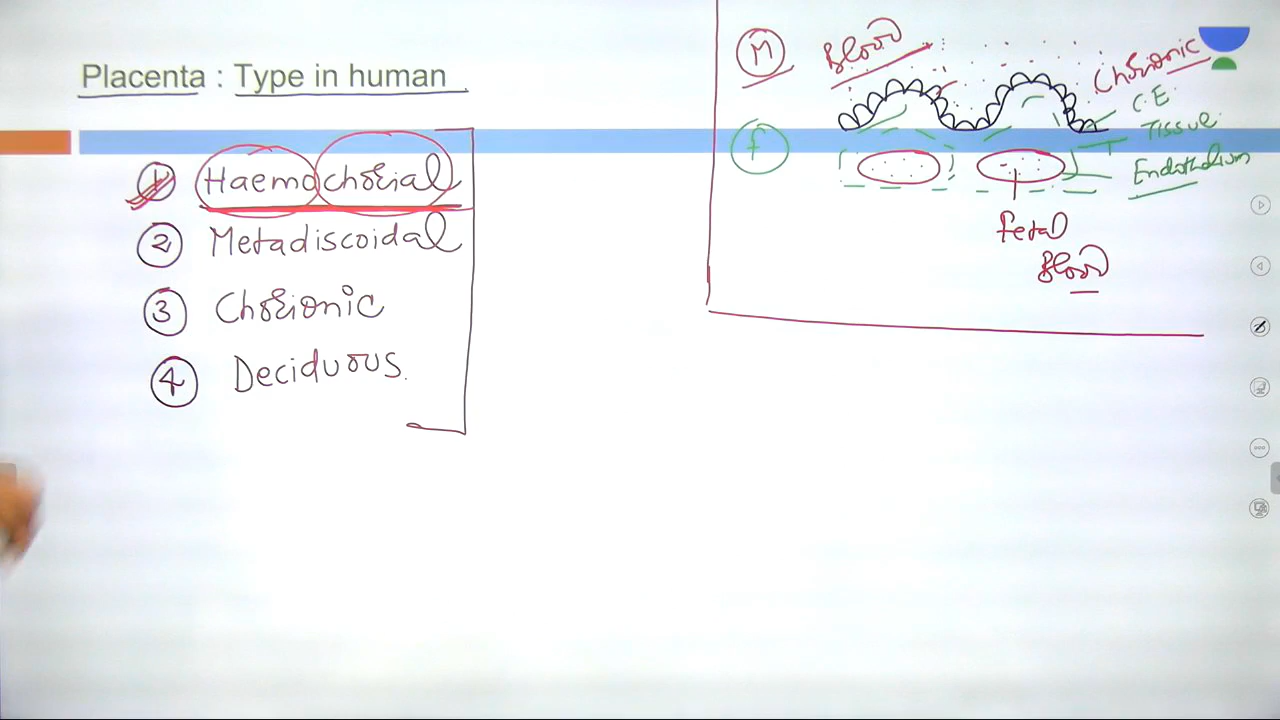 Placenta : Type in human
1 Haemochorial
2 Metadiscoidal
3 Chorionic
4 Deciduous.
M Blood
Chorionic
C.E
Tissue
f
Endothelium
fetal
Blood